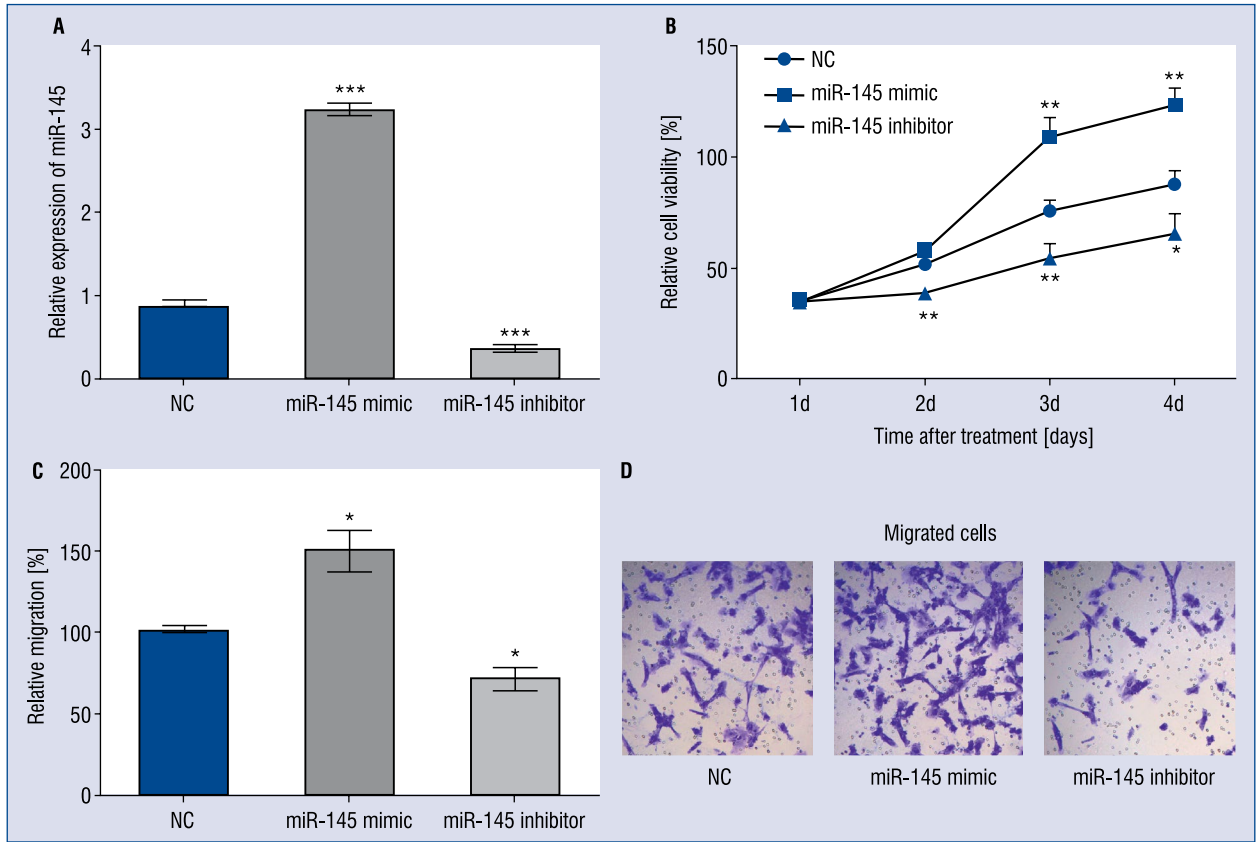 A
Relative expression of miR-145
4
3
2
1
0
***
***
NC
miR-145 mimic
miR-145 inhibitor
B
Relative cell viability [%]
150
100
50
0
NC
miR-145 mimic
miR-145 inhibitor
**
**
**
**
*
1d
2d
3d
4d
Time after treatment [days]
C
Relative migration [%]
200
150
100
50
0
*
*
NC
miR-145 mimic
miR-145 inhibitor
D
Migrated cells
NC
miR-145 mimic
miR-145 inhibitor